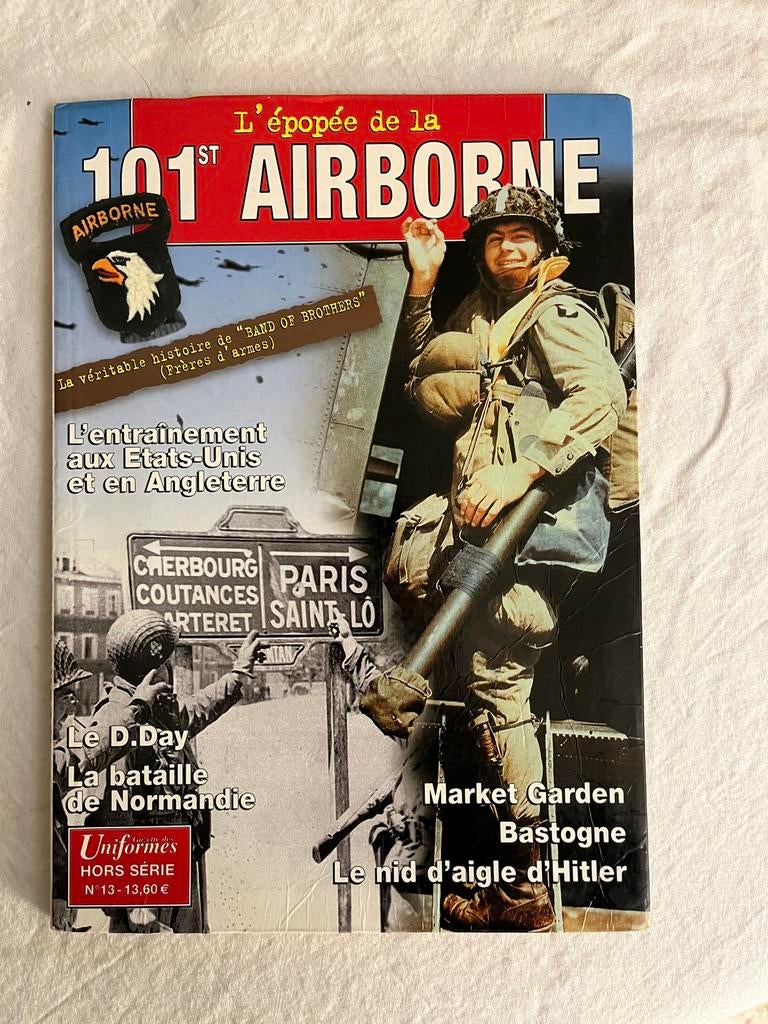 L'épopée de la
101ST AIRBORNE
AIRBORNE
La véritable histoire de "BAND OF BROTHERS"
(Frères d'armes)
L'entraînement
aux Etats-Unis
et en Angleterre
CHERBOURG
COUTANCES
CARTERET
PARIS
SAINT-LÔ
Le D.Day
La bataille
de Normandie
Market Garden
Bastogne
Le nid d'aigle d'Hitler
Gazette des
Uniformes
HORS SÉRIE
N°13 - 13,60 €